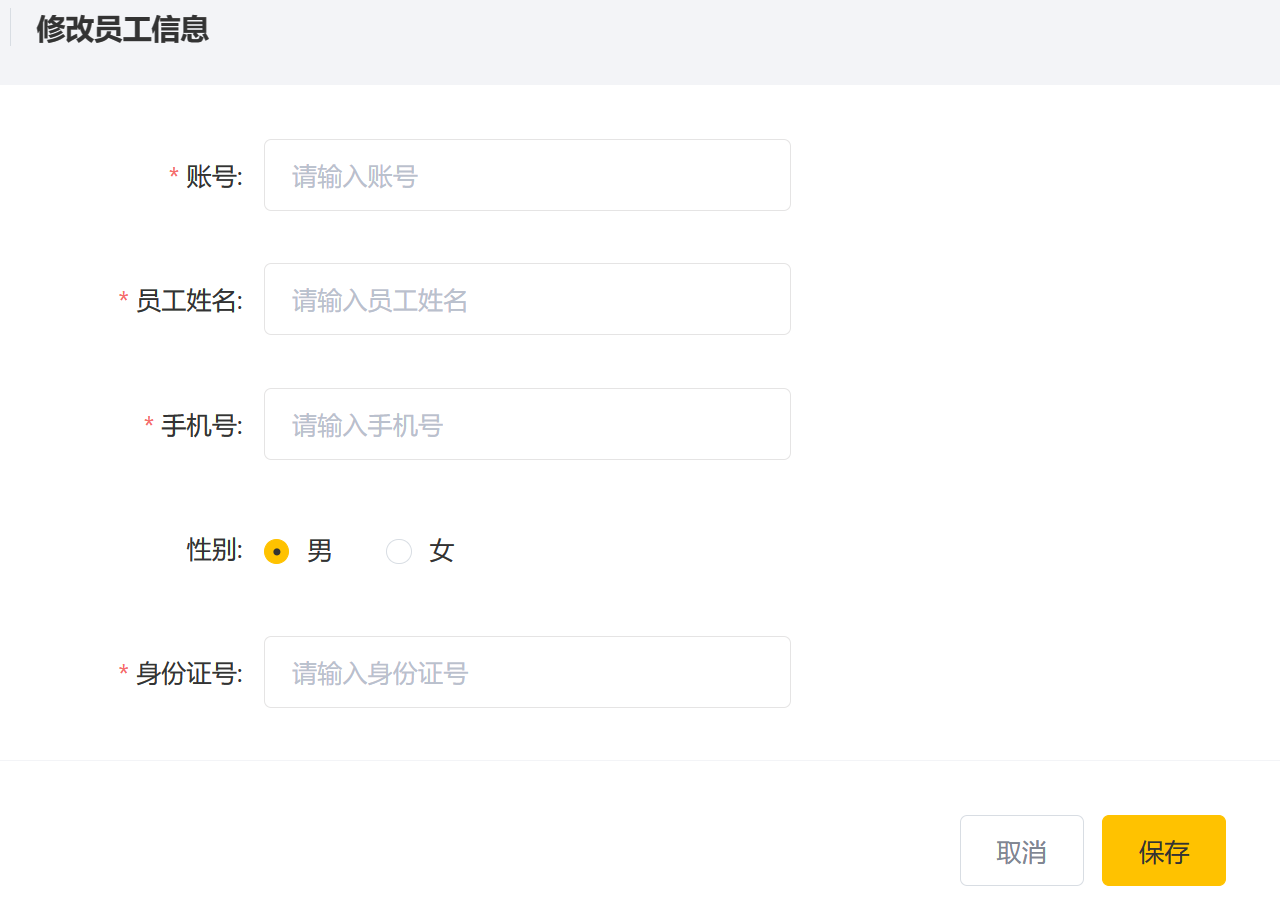 修改员工信息
* 账号: 请输入账号
* 员工姓名: 请输入员工姓名
* 手机号: 请输入手机号
性别: 男 女
* 身份证号: 请输入身份证号
取消 保存